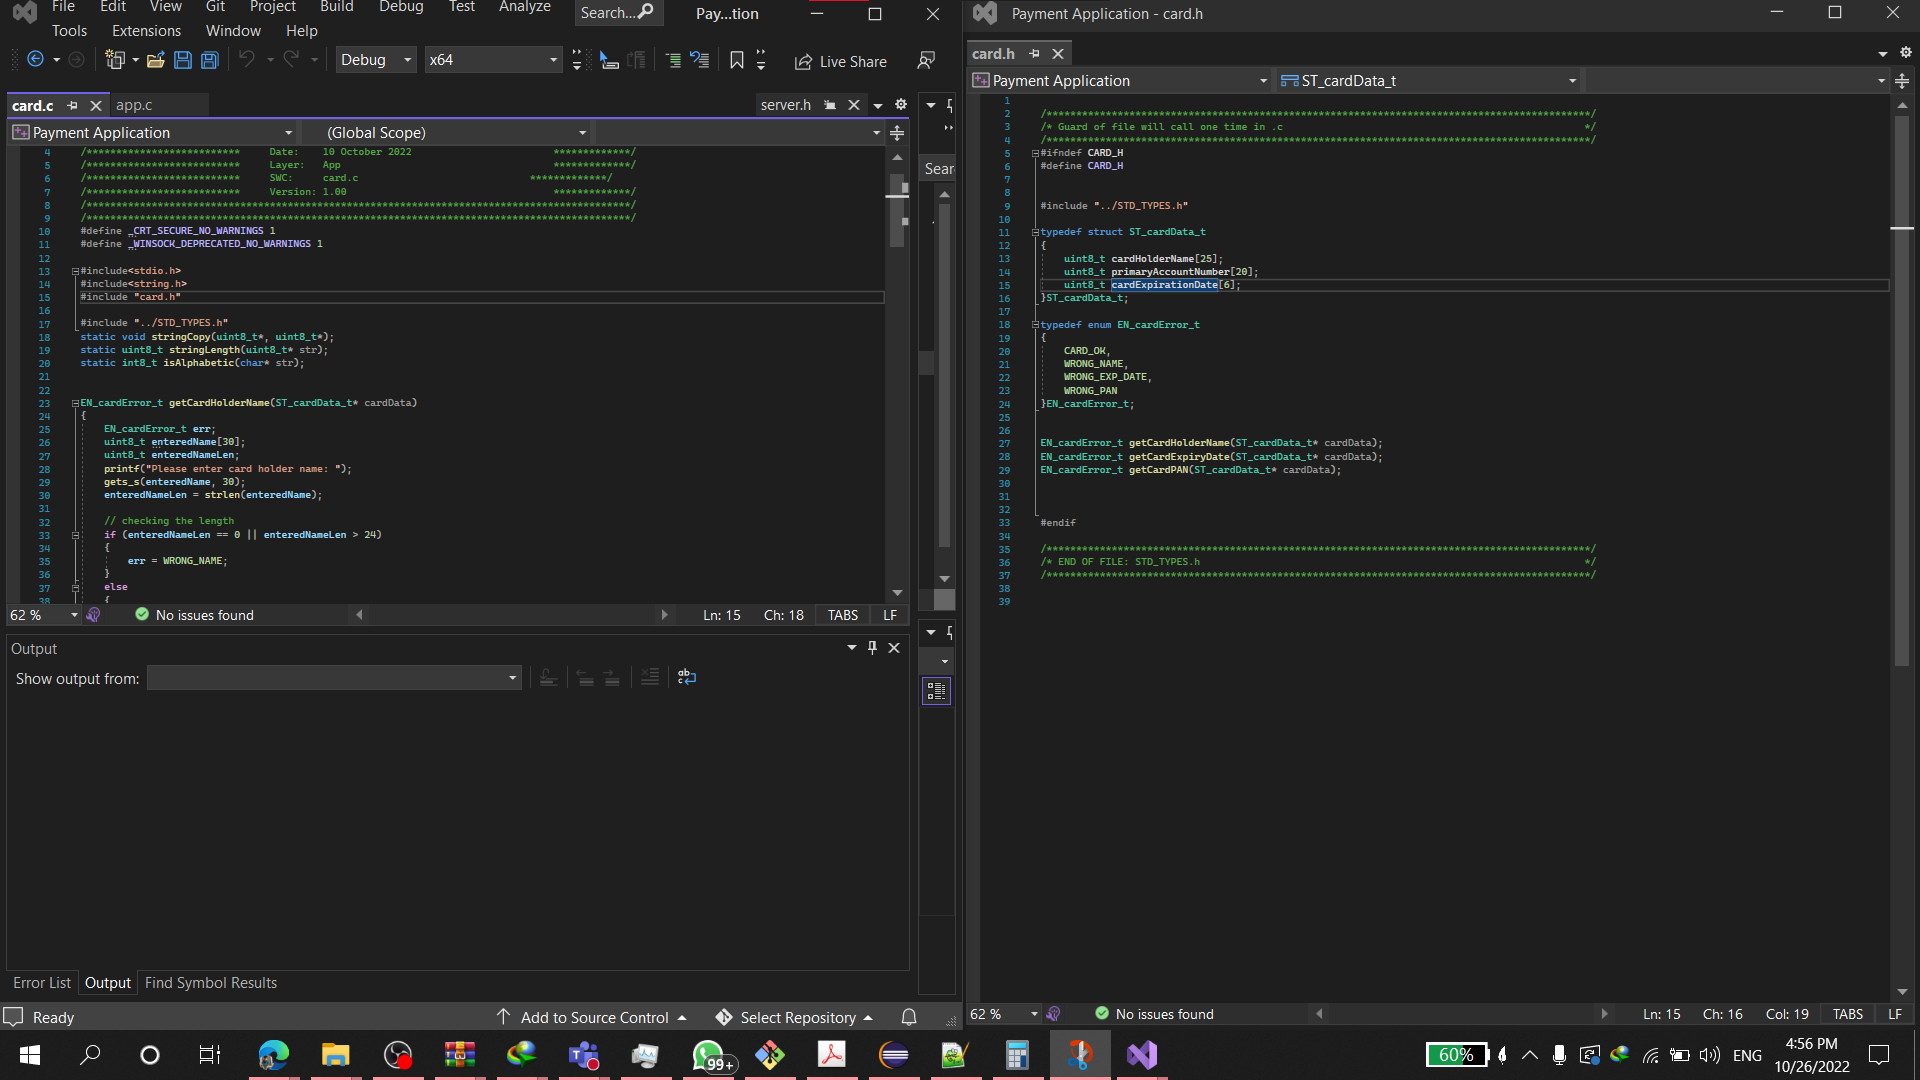 File Edit View Git Project Build Debug Test Analyze Search... Pay...tion
Tools Extensions Window Help
Debug x64 Live Share
card.c app.c server.h
Payment Application (Global Scope)
4 /************************** Date: 10 October 2022 *************/
5 /************************** Layer: App *************/
6 /************************** SWC: card.c *************/
7 /************************** Version: 1.00 *************/
8 /********************************************************************************************/
9 /********************************************************************************************/
10 #define _CRT_SECURE_NO_WARNINGS 1
11 #define _WINSOCK_DEPRECATED_NO_WARNINGS 1
12
13 #include<stdio.h>
14 #include<string.h>
15 #include "card.h"
16
17 #include "../STD_TYPES.h"
18 static void stringCopy(uint8_t*, uint8_t*);
19 static uint8_t stringLength(uint8_t* str);
20 static int8_t isAlphabetic(char* str);
21
22
23 EN_cardError_t getCardHolderName(ST_cardData_t* cardData)
24 {
25 EN_cardError_t err;
26 uint8_t enteredName[30];
27 uint8_t enteredNameLen;
28 printf("Please enter card holder name: ");
29 gets_s(enteredName, 30);
30 enteredNameLen = strlen(enteredName);
31
32 // checking the length
33 if (enteredNameLen == 0 || enteredNameLen > 24)
34 {
35 err = WRONG_NAME;
36 }
37 else
38 {
62 % No issues found Ln: 15 Ch: 18 TABS LF
Sear
Output
Show output from:
Error List Output Find Symbol Results
Ready Add to Source Control Select Repository
Payment Application - card.h
card.h
Payment Application ST_cardData_t
1
2 /********************************************************************************************/
3 /* Guard of file will call one time in .c */
4 /********************************************************************************************/
5 #ifndef CARD_H
6 #define CARD_H
7
8
9 #include "../STD_TYPES.h"
10
11 typedef struct ST_cardData_t
12 {
13 uint8_t cardHolderName[25];
14 uint8_t primaryAccountNumber[20];
15 uint8_t cardExpirationDate[6];
16 }ST_cardData_t;
17
18 typedef enum EN_cardError_t
19 {
20 CARD_OK,
21 WRONG_NAME,
22 WRONG_EXP_DATE,
23 WRONG_PAN
24 }EN_cardError_t;
25
26
27 EN_cardError_t getCardHolderName(ST_cardData_t* cardData);
28 EN_cardError_t getCardExpiryDate(ST_cardData_t* cardData);
29 EN_cardError_t getCardPAN(ST_cardData_t* cardData);
30
31
32
33 #endif
34
35 /********************************************************************************************/
36 /* END OF FILE: STD_TYPES.h */
37 /********************************************************************************************/
38
39
62 % No issues found Ln: 15 Ch: 16 Col: 19 TABS LF
99+ 60% ENG 4:56 PM
10/26/2022